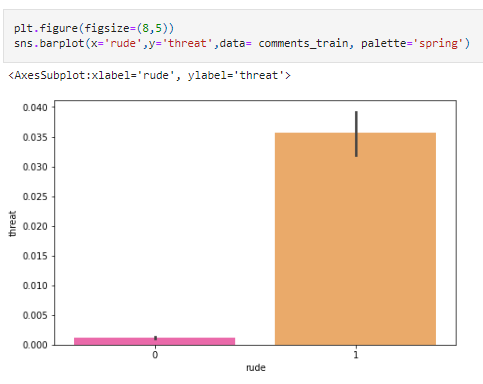 plt.figure(figsize=(8,5))
sns.barplot(x='rude',y='threat',data= comments_train, palette='spring')
<AxesSubplot:xlabel='rude', ylabel='threat'>
0.040
0.035
0.030
0.025
0.020
0.015
0.010
0.005
0.000
threat
0 1
rude